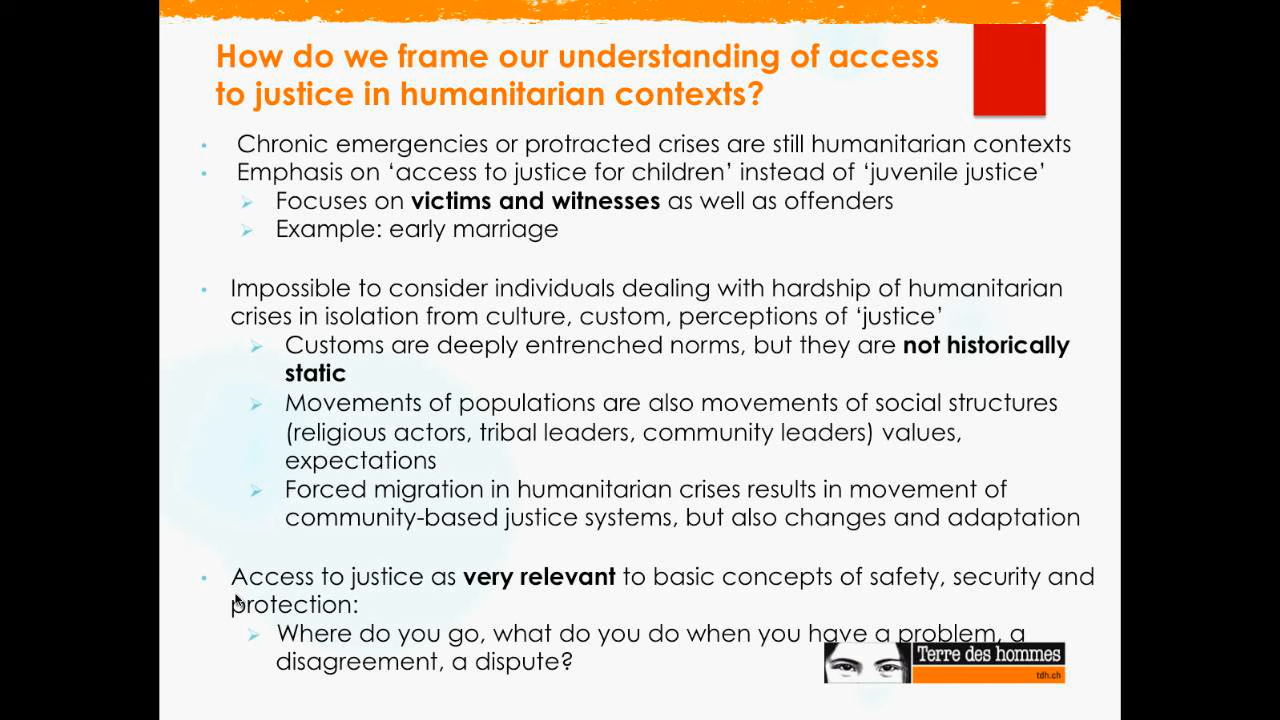 How do we frame our understanding of access
to justice in humanitarian contexts?
• Chronic emergencies or protracted crises are still humanitarian contexts
• Emphasis on ‘access to justice for children’ instead of ‘juvenile justice’
➢ Focuses on victims and witnesses as well as offenders
➢ Example: early marriage
• Impossible to consider individuals dealing with hardship of humanitarian
crises in isolation from culture, custom, perceptions of ‘justice’
➢ Customs are deeply entrenched norms, but they are not historically
static
➢ Movements of populations are also movements of social structures
(religious actors, tribal leaders, community leaders) values,
expectations
➢ Forced migration in humanitarian crises results in movement of
community-based justice systems, but also changes and adaptation
• Access to justice as very relevant to basic concepts of safety, security and
protection:
➢ Where do you go, what do you do when you have a problem, a
disagreement, a dispute?
Terre des hommes
tdh.ch